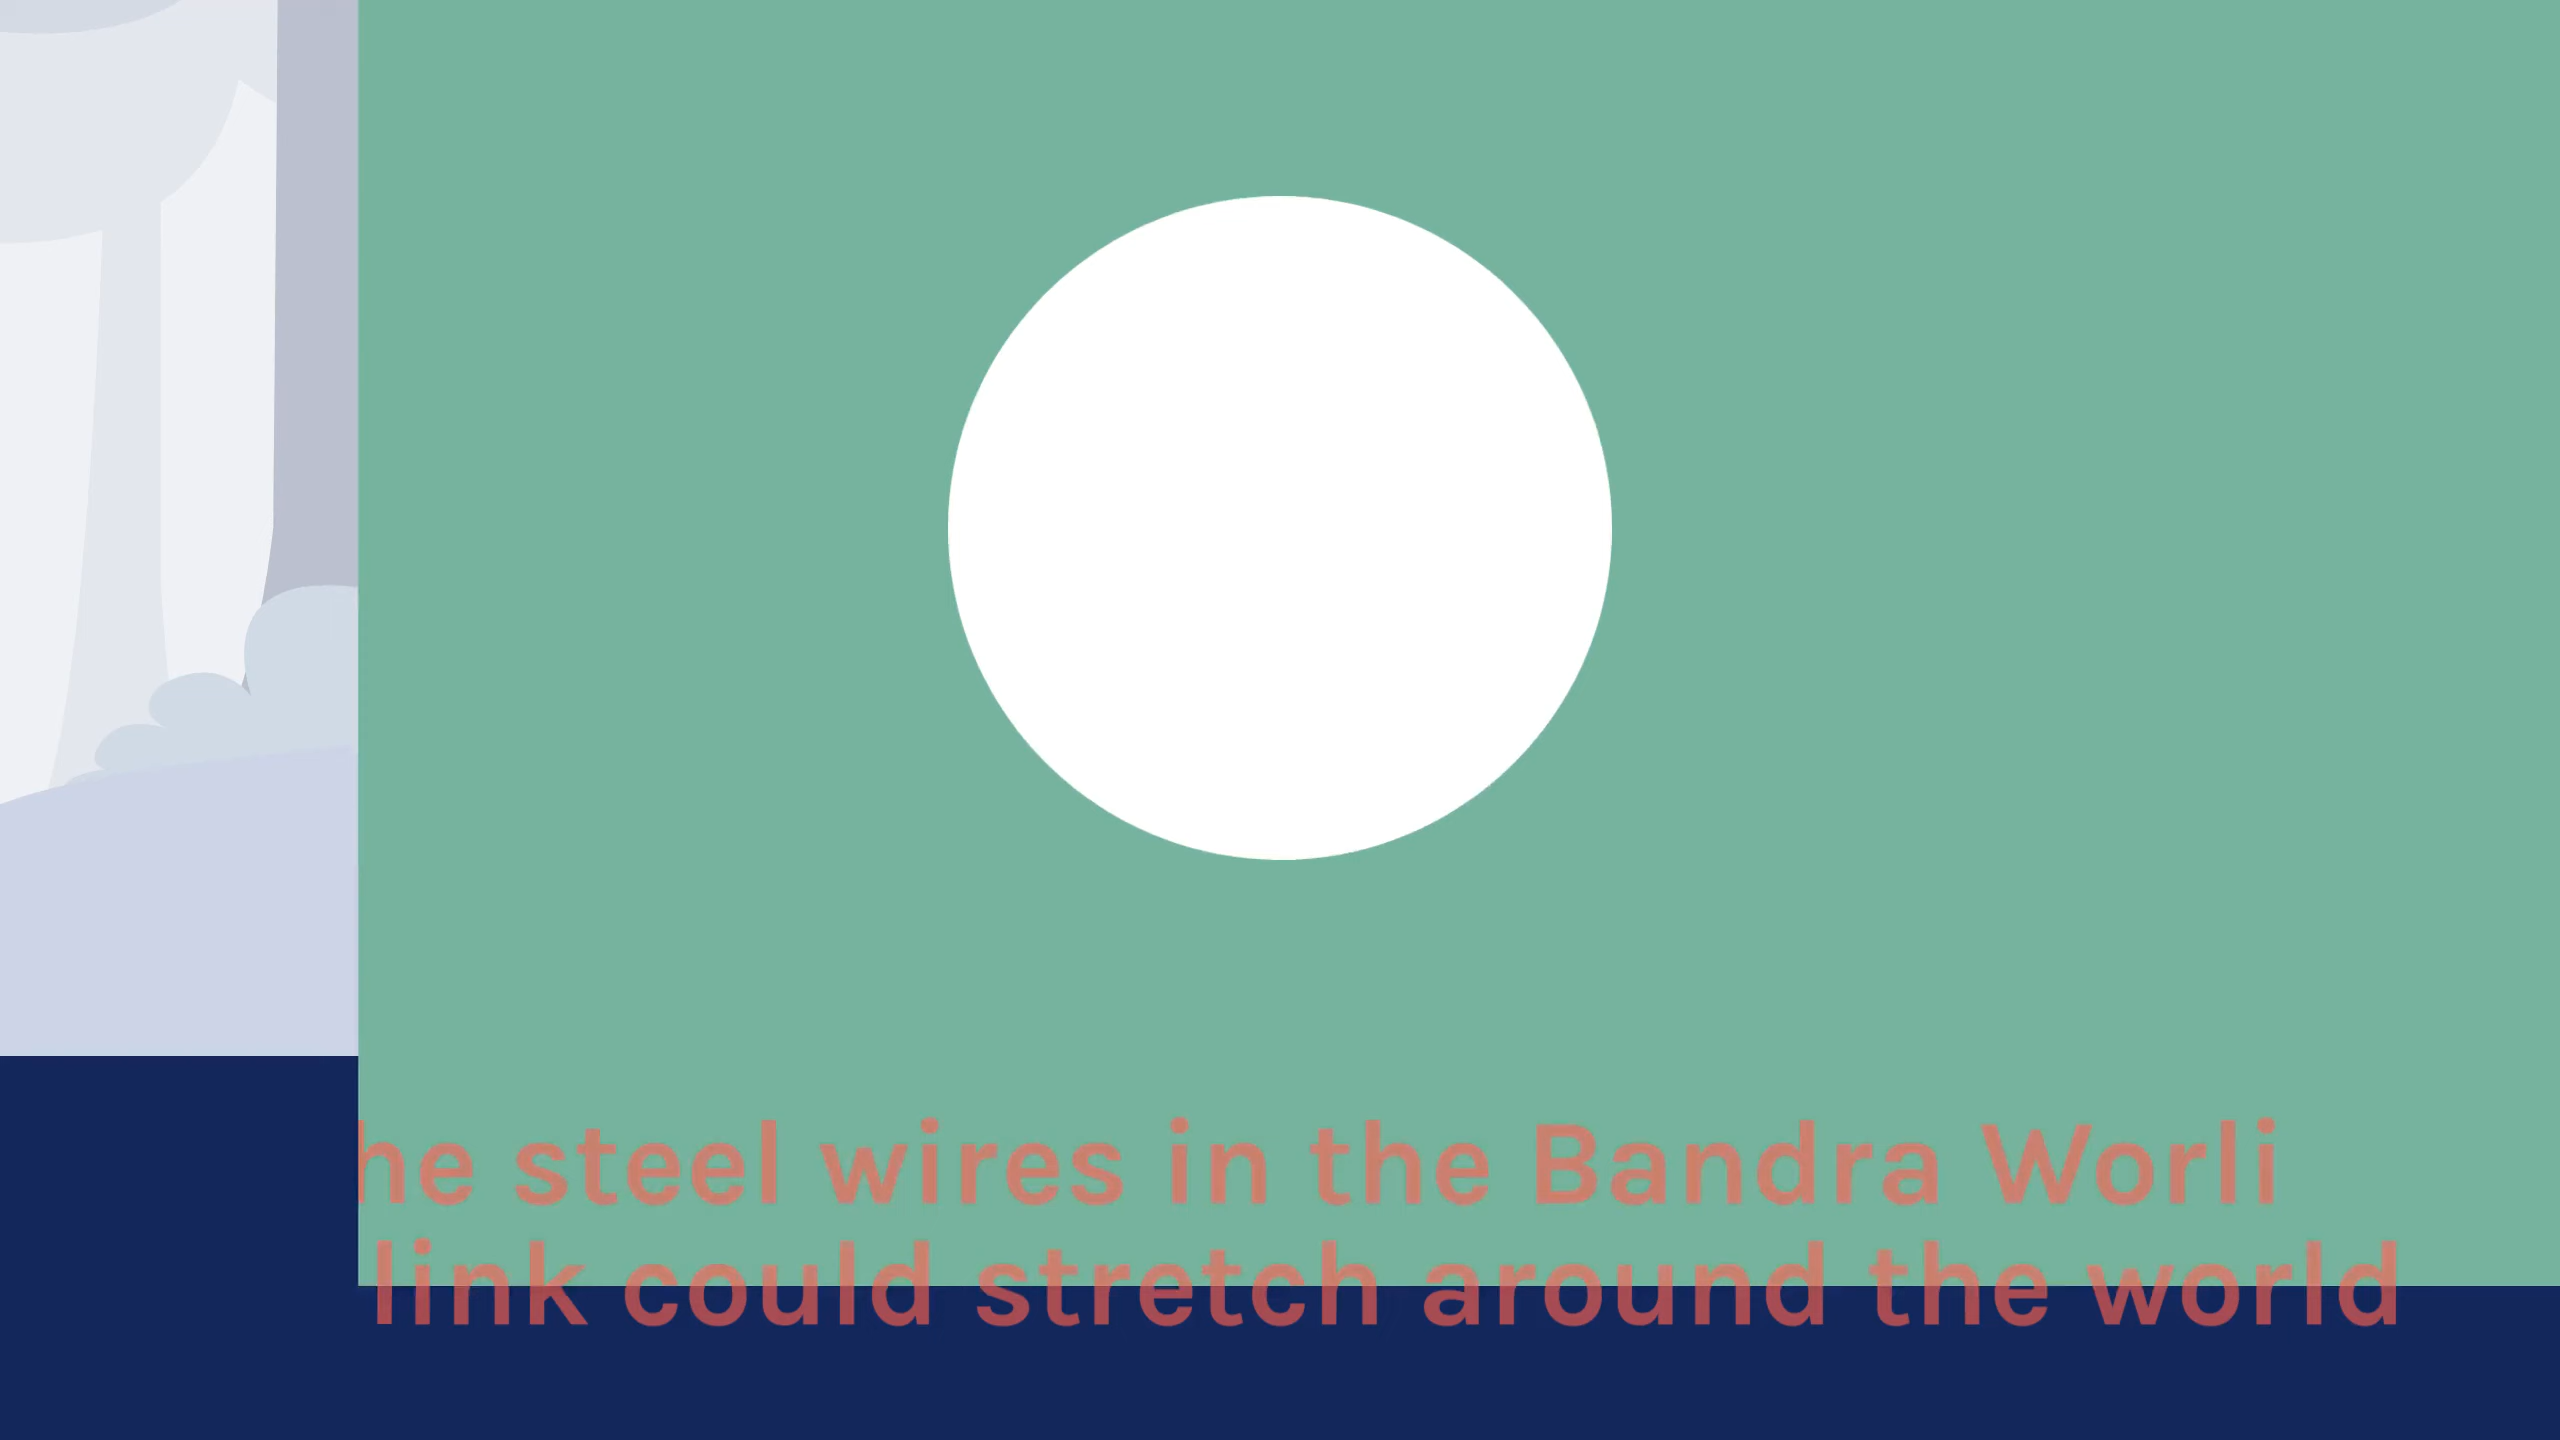 he steel wires in the Bandra Worli
link could stretch around the world